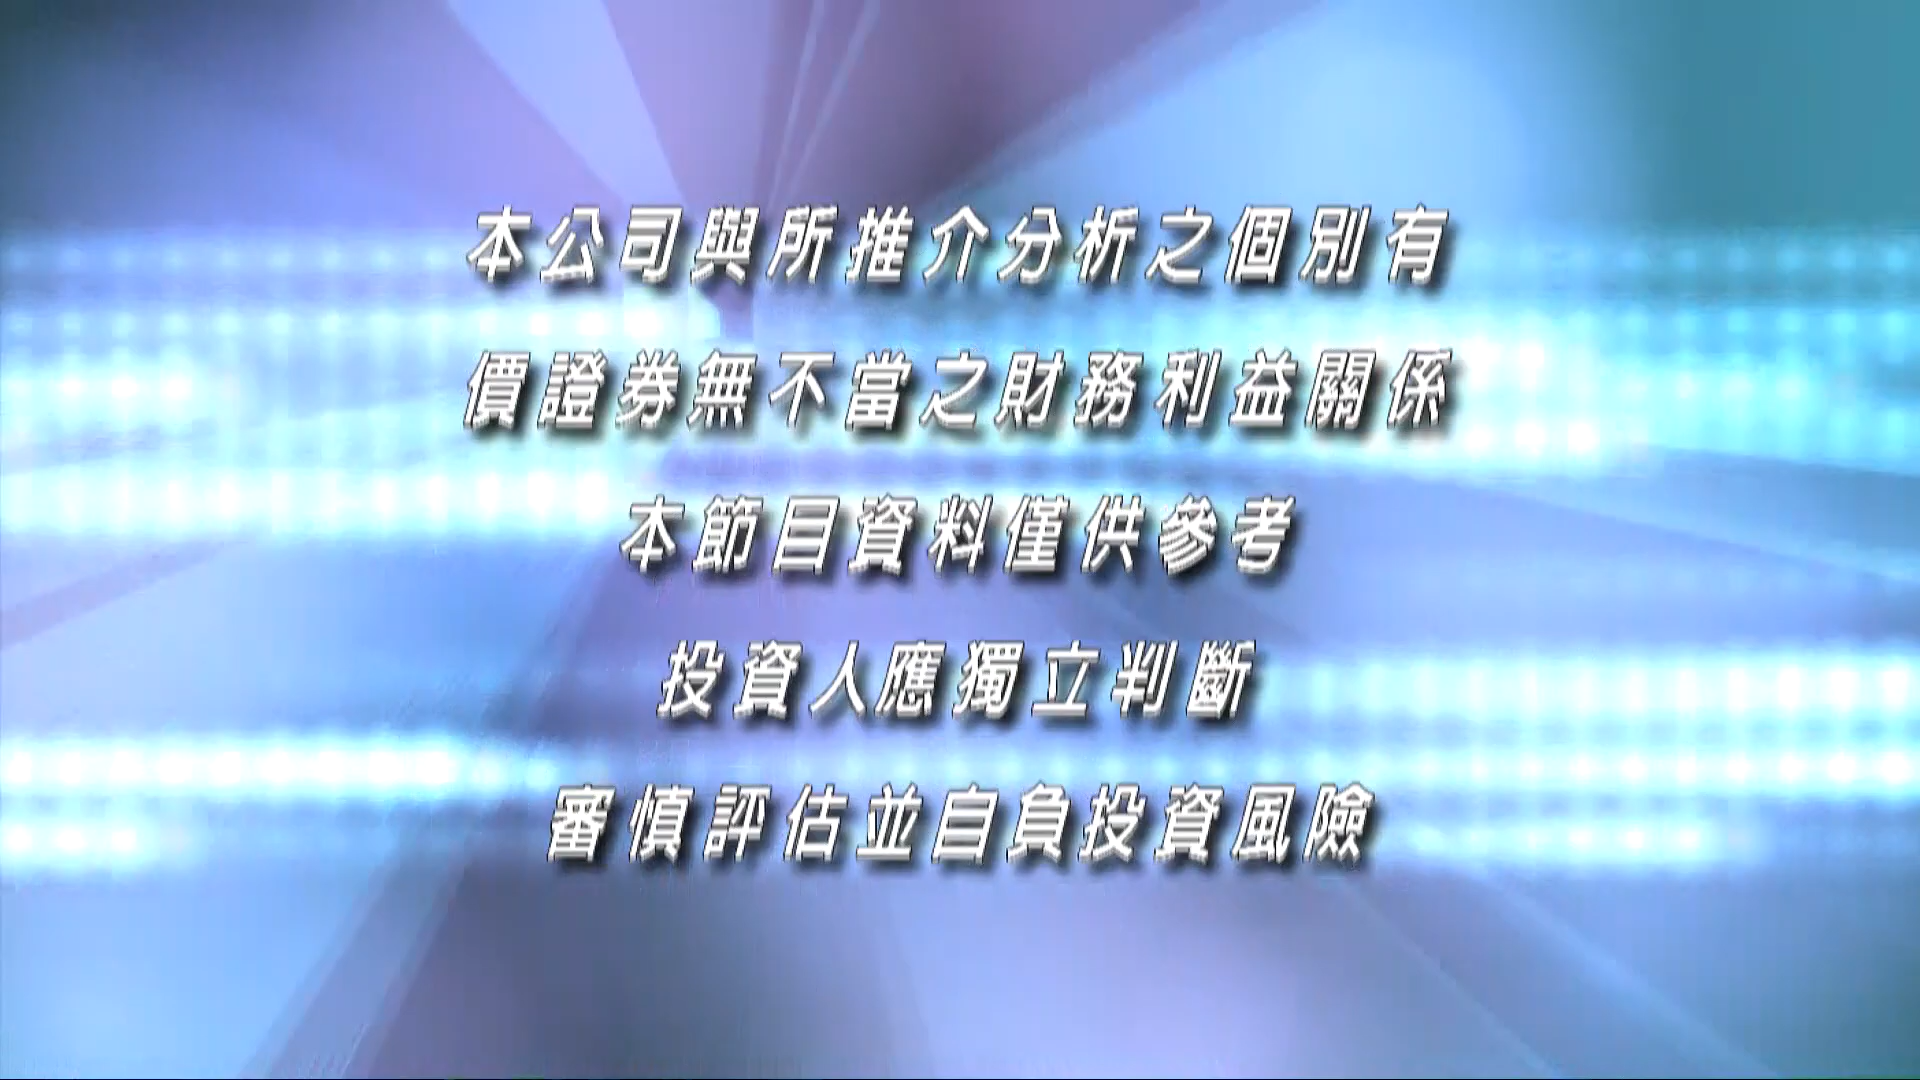 本公司與所推介分析之個別有
價證券無不當之財務利益關係
本節目資料僅供參考
投資人應獨立判斷
審慎評估並自負投資風險